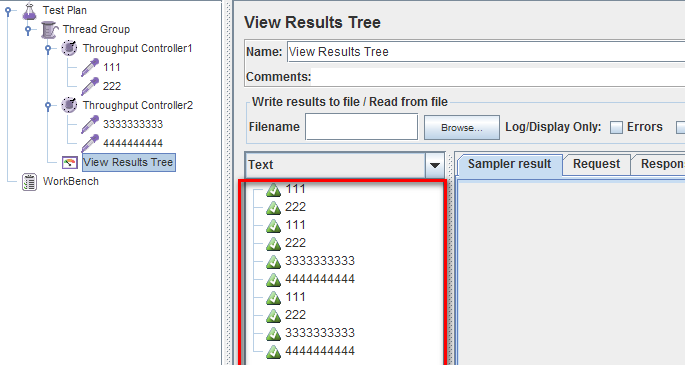 Test Plan
Thread Group
Throughput Controller1
111
222
Throughput Controller2
3333333333
4444444444
View Results Tree
WorkBench
View Results Tree
Name: View Results Tree
Comments:
Write results to file / Read from file
Filename Browse... Log/Display Only: Errors
Text
Sampler result Request Respon
111
222
111
222
3333333333
4444444444
111
222
3333333333
4444444444